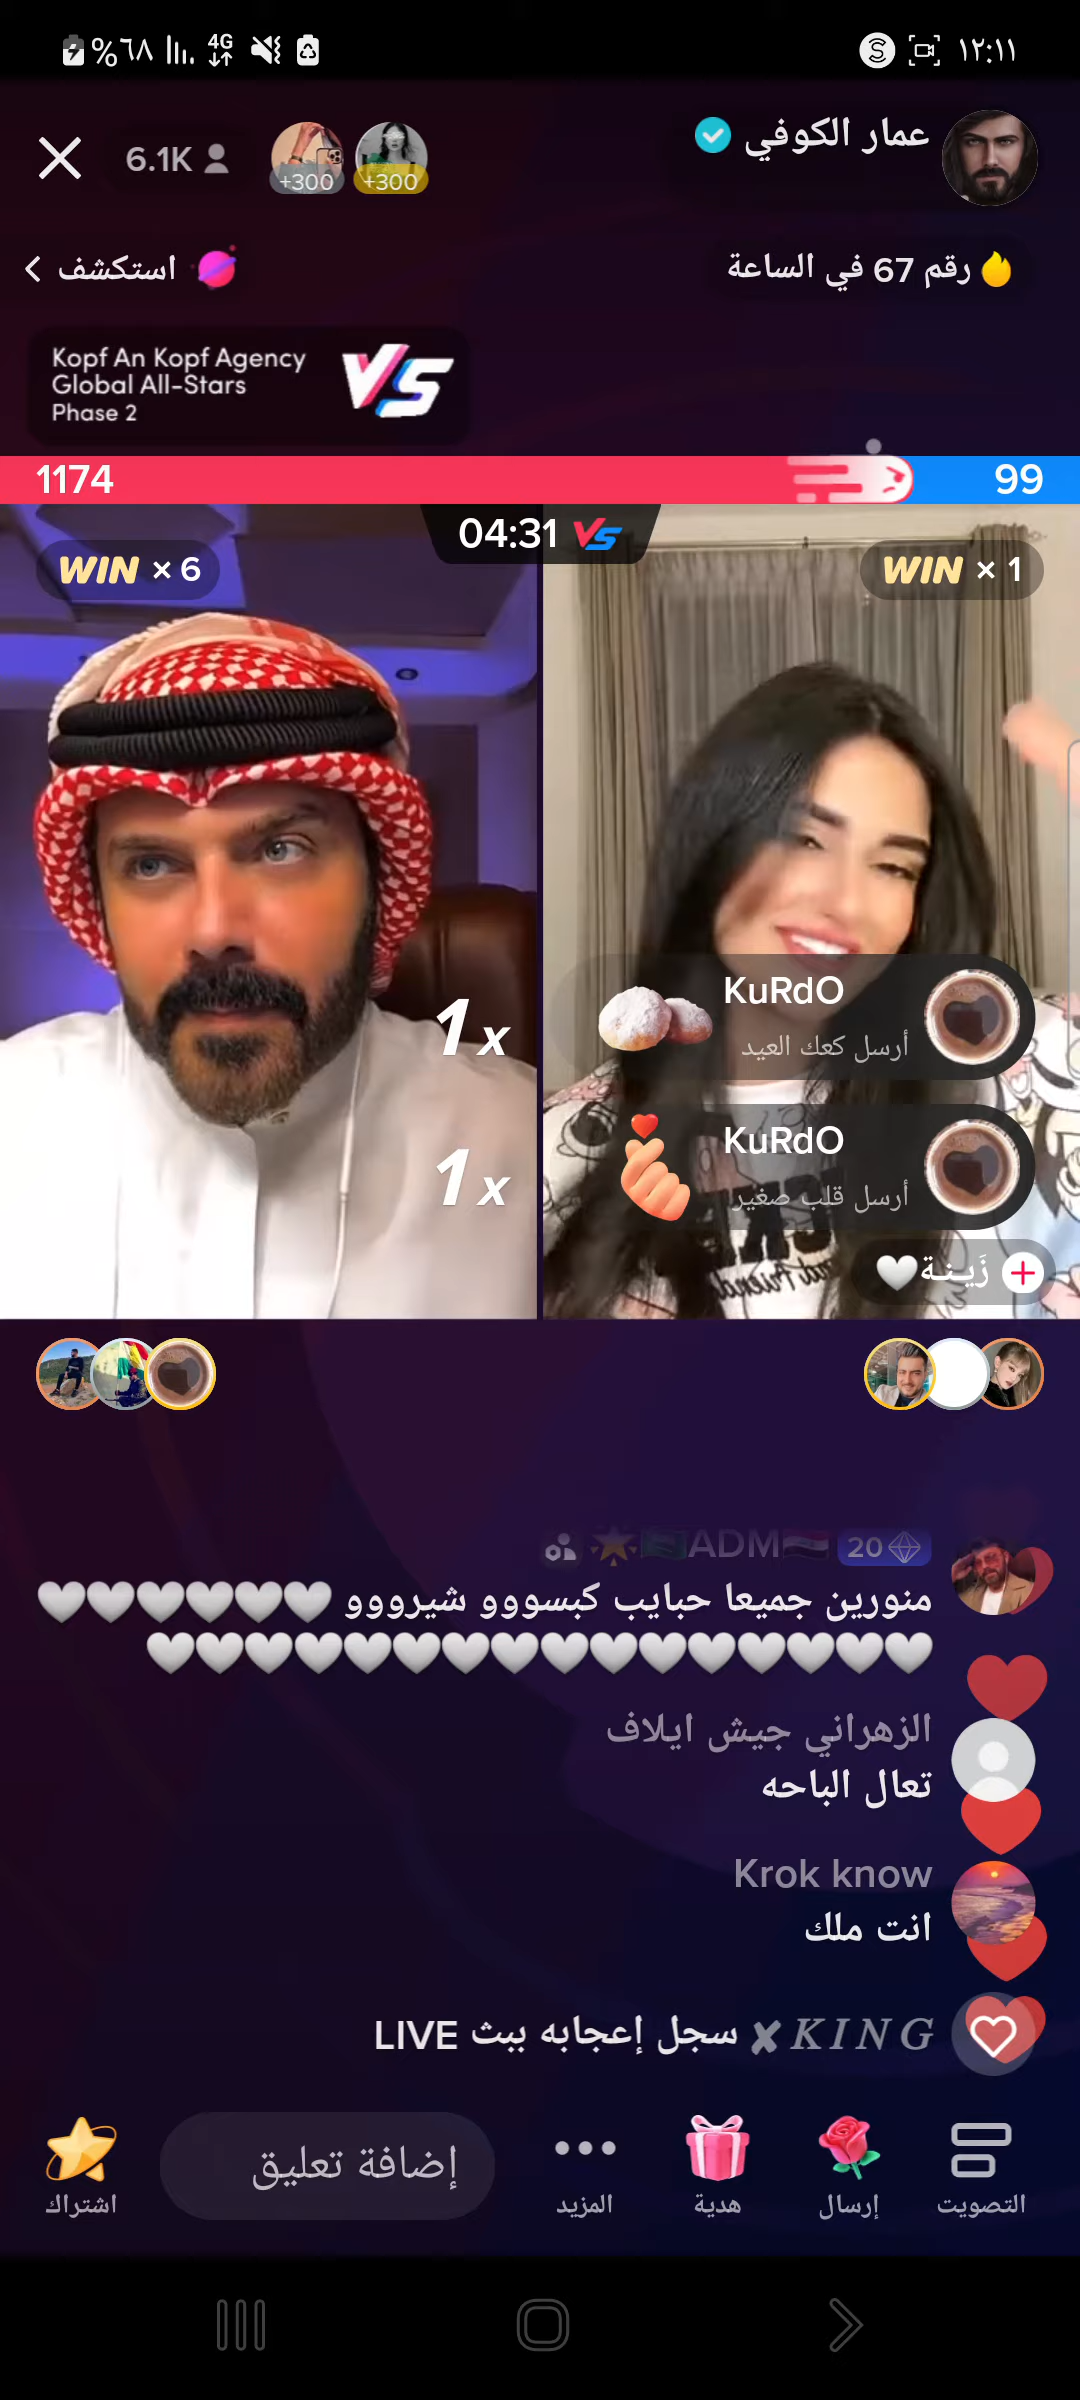 %٦٨ 4G ١٢:١١
عمار الكوفي
6.1K
+300 +300
رقم 67 في الساعة
استكشف
Kopf An Kopf Agency
Global All-Stars
Phase 2
VS
1174 99
04:31 VS
WIN × 6
WIN × 1
KuRdO
أرسل كعك العيد
1x
KuRdO
أرسل قلب صغير
1x
زَيـنـة🤍
20 ADM
منورين جميعا حبايب كبسووو شيرووو 🤍🤍🤍🤍🤍🤍
🤍🤍🤍🤍🤍🤍🤍🤍🤍🤍🤍🤍🤍🤍🤍🤍
الزهراني جيش ايلاف
تعال الباحه
Krok know
انت ملك
KING ✘ سجل إعجابه ببث LIVE
التصويت
إرسال
هدية
المزيد
إضافة تعليق
اشتراك